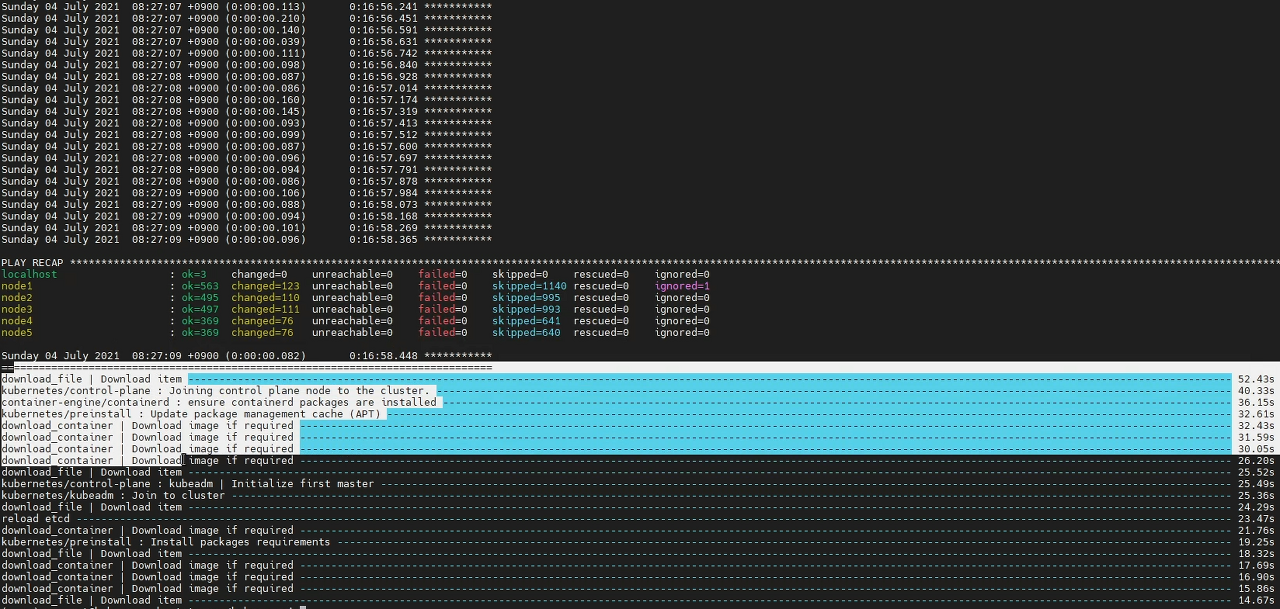 Sunday 04 July 2021  08:27:07 +0900 (0:00:00.113)       0:16:56.241 ***********
Sunday 04 July 2021  08:27:07 +0900 (0:00:00.210)       0:16:56.451 ***********
Sunday 04 July 2021  08:27:07 +0900 (0:00:00.140)       0:16:56.591 ***********
Sunday 04 July 2021  08:27:07 +0900 (0:00:00.039)       0:16:56.631 ***********
Sunday 04 July 2021  08:27:07 +0900 (0:00:00.111)       0:16:56.742 ***********
Sunday 04 July 2021  08:27:07 +0900 (0:00:00.098)       0:16:56.840 ***********
Sunday 04 July 2021  08:27:08 +0900 (0:00:00.087)       0:16:56.928 ***********
Sunday 04 July 2021  08:27:08 +0900 (0:00:00.086)       0:16:57.014 ***********
Sunday 04 July 2021  08:27:08 +0900 (0:00:00.160)       0:16:57.174 ***********
Sunday 04 July 2021  08:27:08 +0900 (0:00:00.145)       0:16:57.319 ***********
Sunday 04 July 2021  08:27:08 +0900 (0:00:00.093)       0:16:57.413 ***********
Sunday 04 July 2021  08:27:08 +0900 (0:00:00.099)       0:16:57.512 ***********
Sunday 04 July 2021  08:27:08 +0900 (0:00:00.087)       0:16:57.600 ***********
Sunday 04 July 2021  08:27:08 +0900 (0:00:00.096)       0:16:57.697 ***********
Sunday 04 July 2021  08:27:08 +0900 (0:00:00.094)       0:16:57.791 ***********
Sunday 04 July 2021  08:27:08 +0900 (0:00:00.086)       0:16:57.878 ***********
Sunday 04 July 2021  08:27:09 +0900 (0:00:00.106)       0:16:57.984 ***********
Sunday 04 July 2021  08:27:09 +0900 (0:00:00.088)       0:16:58.073 ***********
Sunday 04 July 2021  08:27:09 +0900 (0:00:00.094)       0:16:58.168 ***********
Sunday 04 July 2021  08:27:09 +0900 (0:00:00.101)       0:16:58.269 ***********
Sunday 04 July 2021  08:27:09 +0900 (0:00:00.096)       0:16:58.365 ***********
PLAY RECAP ***********
localhost : ok=3 changed=0 unreachable=0 failed=0 skipped=0 rescued=0 ignored=0
node1 : ok=563 changed=123 unreachable=0 failed=0 skipped=1140 rescued=0 ignored=1
node2 : ok=495 changed=110 unreachable=0 failed=0 skipped=995 rescued=0 ignored=0
node3 : ok=497 changed=111 unreachable=0 failed=0 skipped=993 rescued=0 ignored=0
node4 : ok=369 changed=76 unreachable=0 failed=0 skipped=641 rescued=0 ignored=0
node5 : ok=369 changed=76 unreachable=0 failed=0 skipped=640 rescued=0 ignored=0
Sunday 04 July 2021  08:27:09 +0900 (0:00:00.082)       0:16:58.448 ***********
===============================================================================
download_file | Download item ----------- 52.43s
kubernetes/control-plane : Joining control plane node to the cluster. ----------- 40.33s
container-engine/containerd : ensure containerd packages are installed ----------- 36.15s
kubernetes/preinstall : Update package management cache (APT) ----------- 32.61s
download_container | Download image if required ----------- 32.43s
download_container | Download image if required ----------- 31.59s
download_container | Download image if required ----------- 30.05s
download_container | Download image if required ----------- 26.20s
download_file | Download item ----------- 25.52s
kubernetes/control-plane : kubeadm | Initialize first master ----------- 25.49s
kubernetes/kubeadm : Join to cluster ----------- 25.36s
download_file | Download item ----------- 24.29s
reload etcd ----------- 23.47s
download_container | Download image if required ----------- 21.76s
kubernetes/preinstall : Install packages requirements ----------- 19.25s
download_file | Download item ----------- 18.32s
download_container | Download image if required ----------- 17.69s
download_container | Download image if required ----------- 16.90s
download_container | Download image if required ----------- 15.86s
download_file | Download item ----------- 14.67s